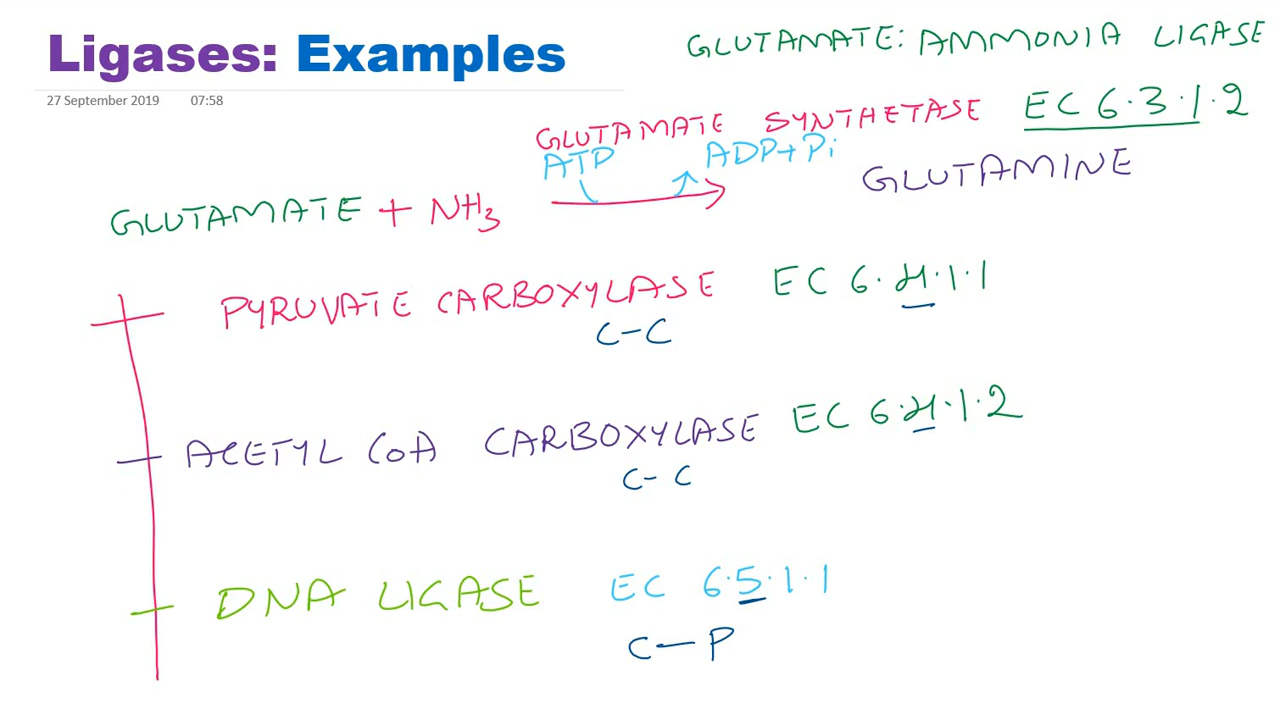 Ligases: Examples
27 September 2019 07:58
GLUTAMATE: AMMONIA LIGASE
GLUTAMATE SYNTHETASE EC 6.3.1.2
ATP ADP+Pi GLUTAMINE
GLUTAMATE + NH3
PYRUVATE CARBOXYLASE EC 6.4.1.1
C-C
ACETYL CoA CARBOXYLASE EC 6.4.1.2
C-C
DNA LIGASE EC 6.5.1.1
C-P